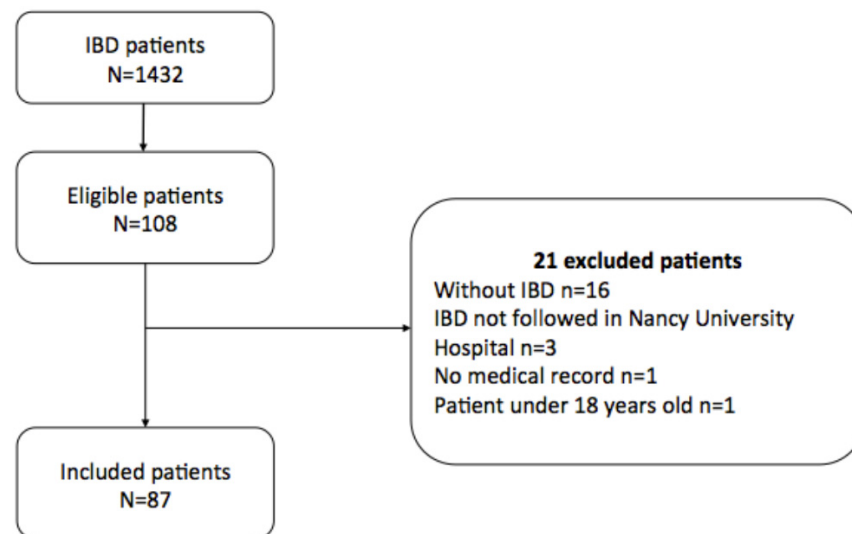 IBD patients
N=1432
Eligible patients
N=108
21 excluded patients
Without IBD n=16
IBD not followed in Nancy University
Hospital n=3
No medical record n=1
Patient under 18 years old n=1
Included patients
N=87